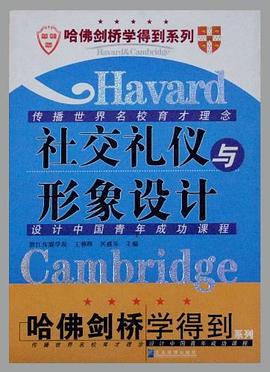 哈佛剑桥学得到系列
Havard&Cambridge
Havard
传播世界名校育才理念
社交礼仪与
形象设计
设计中国青年成功课程
主编
Cambridge
哈佛剑桥学得到系列
传播世界名校育才理念 设计中国青年成功课程